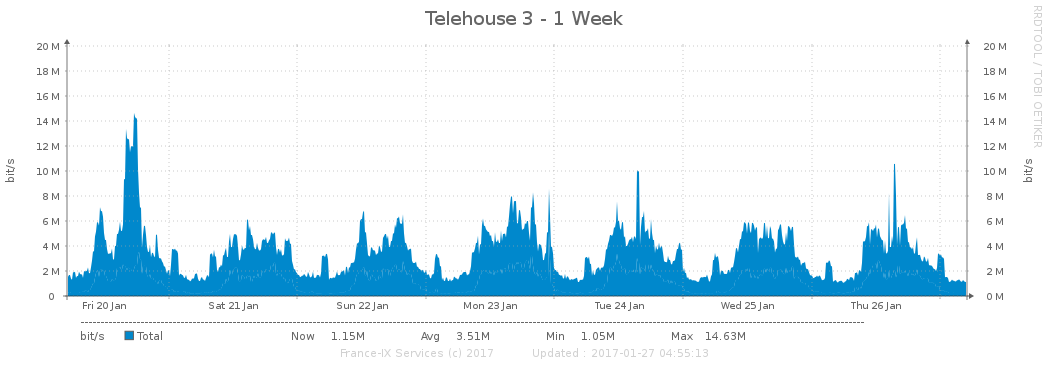 Telehouse 3 - 1 Week
RRDTOOL / TOBI OETIKER
20 M 20 M
18 M 18 M
16 M 16 M
14 M 14 M
12 M 12 M
10 M 10 M
8 M 8 M
6 M 6 M
4 M 4 M
2 M 2 M
0 0 M
bit/s bit/s
Fri 20 Jan Sat 21 Jan Sun 22 Jan Mon 23 Jan Tue 24 Jan Wed 25 Jan Thu 26 Jan
bit/s Total Now 1.15M Avg 3.51M Min 1.05M Max 14.63M
France-IX Services (c) 2017 Updated : 2017-01-27 04:55:13